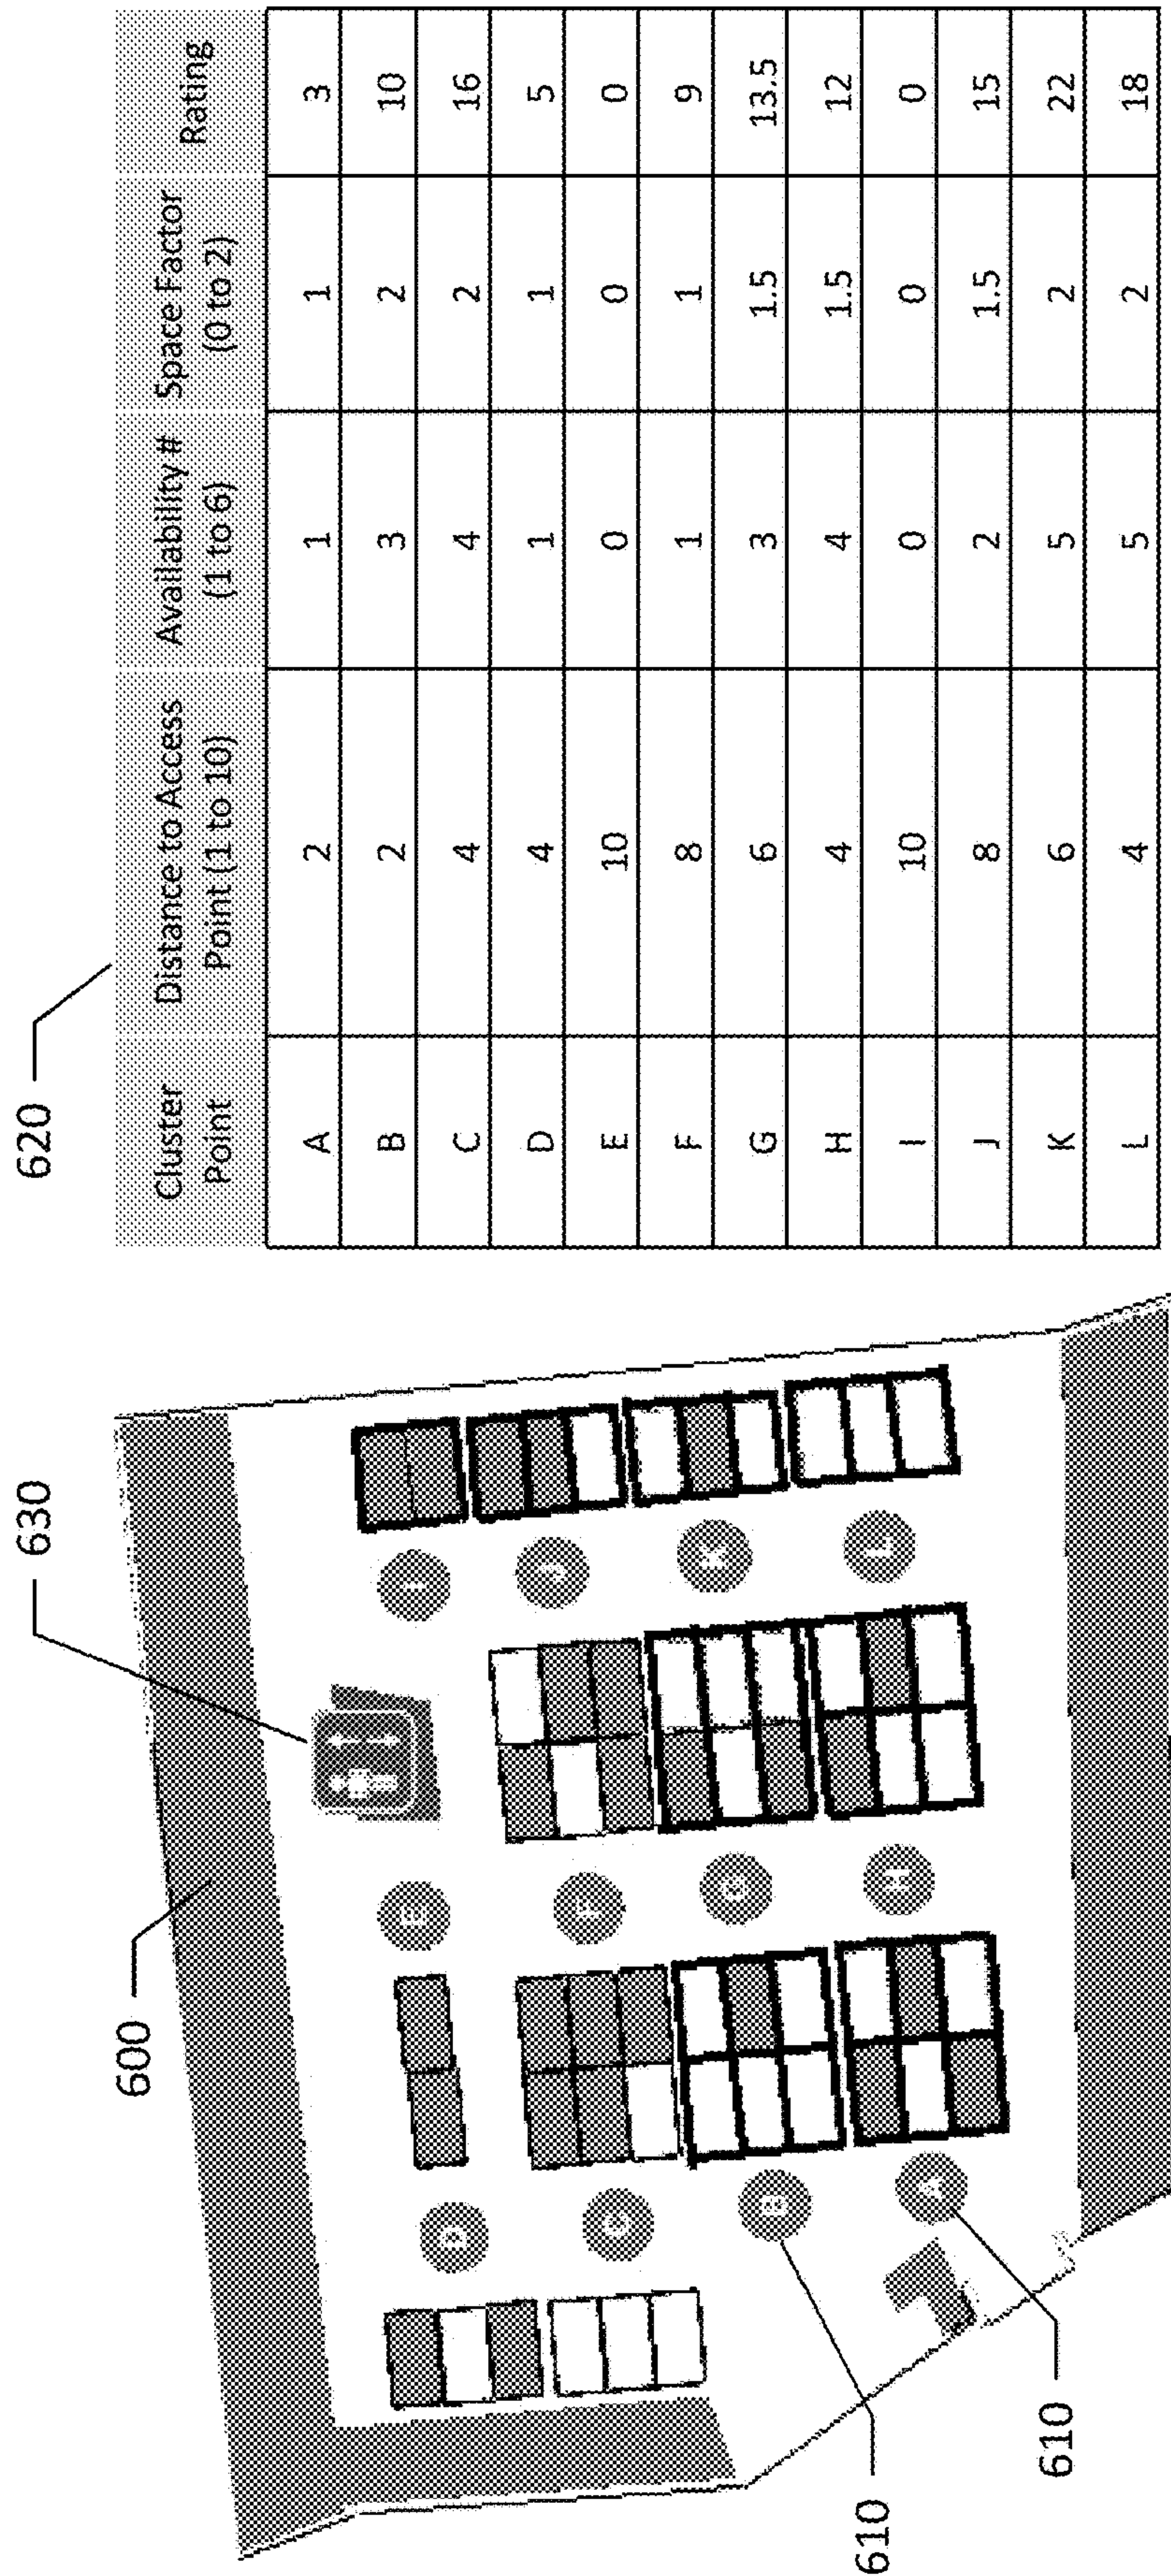 620
Cluster Point Distance to Access Point (1 to 10) Availability # (1 to 6) Space Factor (0 to 2) Rating
A 2 1 1 3
B 2 3 2 10
C 4 4 2 16
D 4 1 1 5
E 10 0 0 0
F 8 1 1 9
G 6 3 1.5 13.5
H 4 4 1.5 12
I 10 0 0 0
J 8 2 1.5 15
K 6 5 2 22
L 4 5 2 18
600
630
D
E
I
C
F
J
B
G
K
A
H
L
610
610